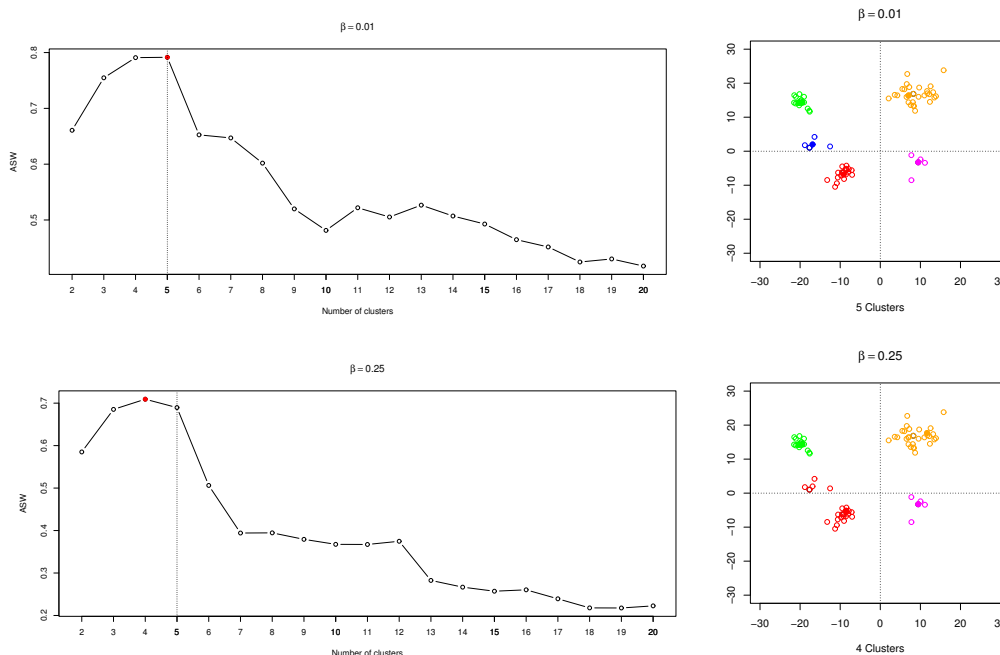 β = 0.01
ASW
0.5 0.6 0.7 0.8
2 3 4 5 6 7 8 9 10 11 12 13 14 15 16 17 18 19 20
Number of clusters
β = 0.01
−30 −20 −10 0 10 20 30
−30 −20 −10 0 10 20 30
5 Clusters
β = 0.25
ASW
0.2 0.3 0.4 0.5 0.6 0.7
2 3 4 5 6 7 8 9 10 11 12 13 14 15 16 17 18 19 20
Number of clusters
β = 0.25
−30 −20 −10 0 10 20 30
−30 −20 −10 0 10 20 30
4 Clusters